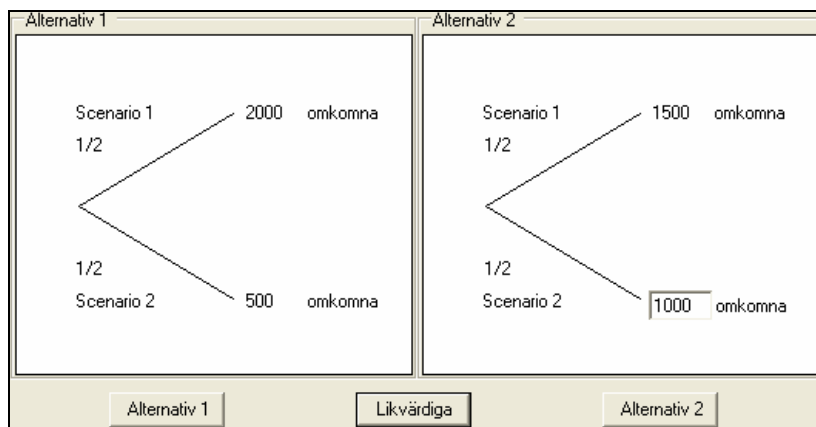 Alternativ 1
Scenario 1 2000 omkomna
1/2
1/2
Scenario 2 500 omkomna
Alternativ 2
Scenario 1 1500 omkomna
1/2
1/2
Scenario 2 1000 omkomna
Alternativ 1 Likvärdiga Alternativ 2